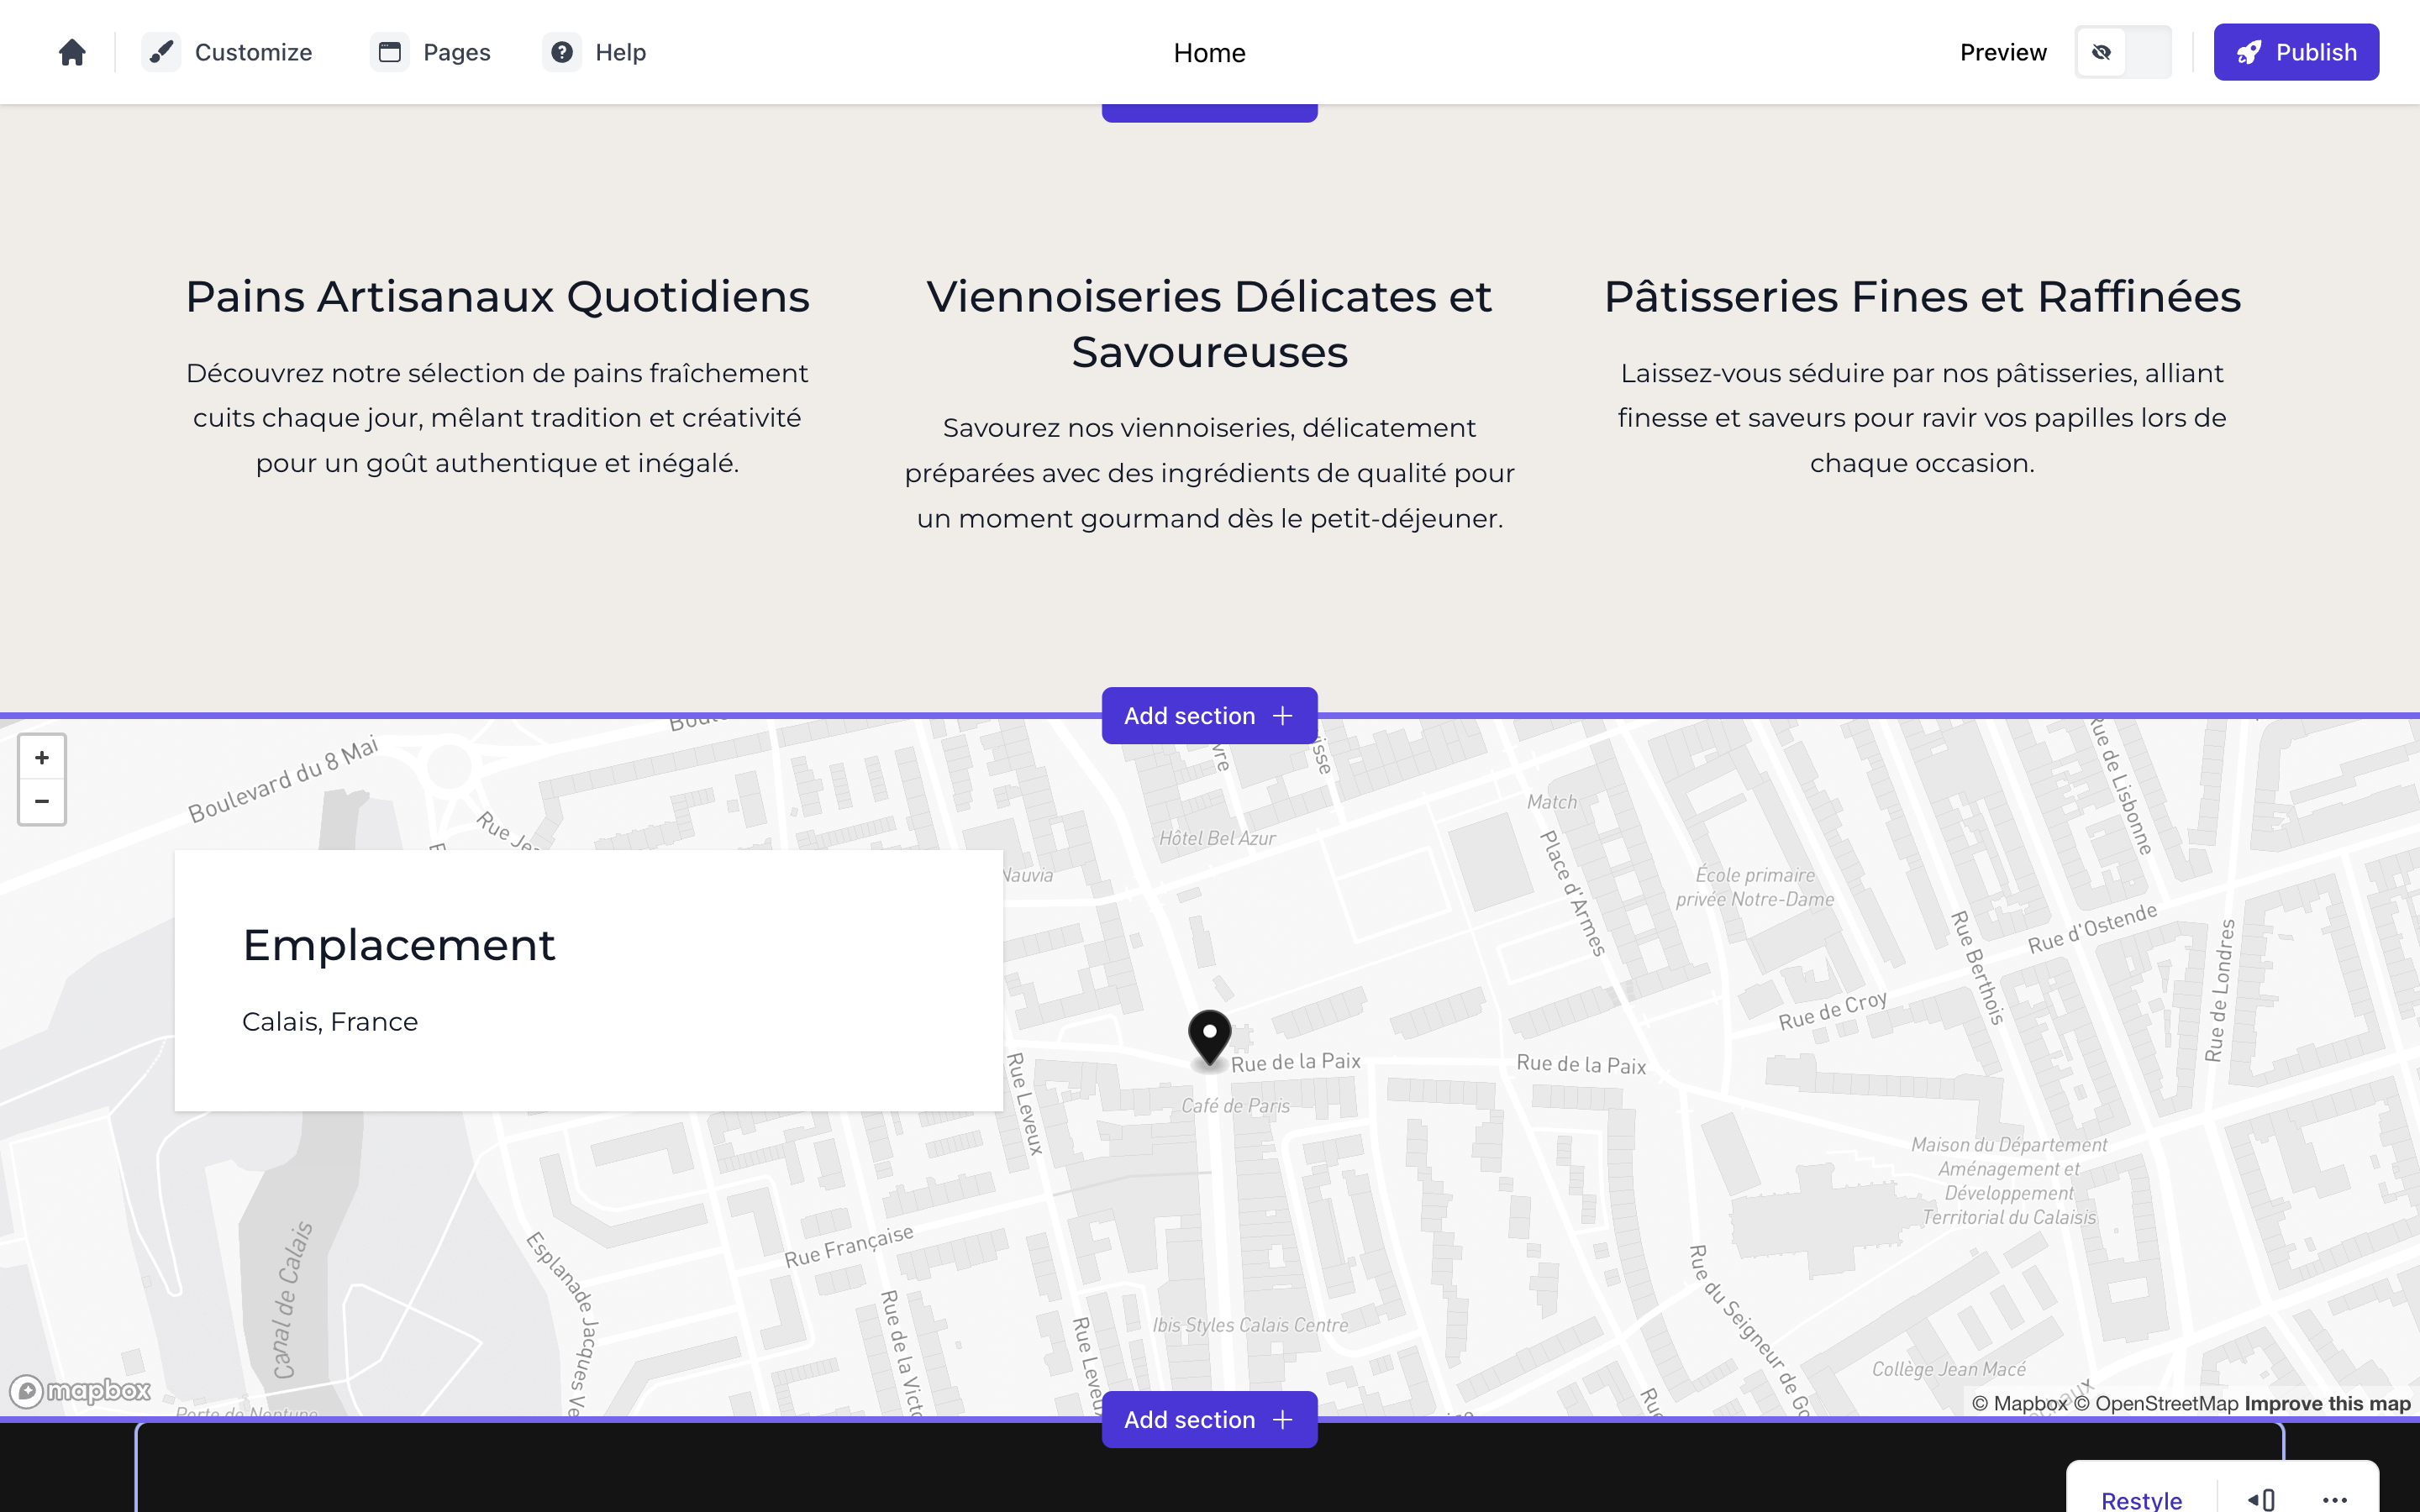 Customize
Pages
Help
Home
Preview
Publish
Pains Artisanaux Quotidiens
Découvrez notre sélection de pains fraîchement
cuits chaque jour, mêlant tradition et créativité
pour un goût authentique et inégalé.
Viennoiseries Délicates et
Savoureuses
Savourez nos viennoiseries, délicatement
préparées avec des ingrédients de qualité pour
un moment gourmand dès le petit-déjeuner.
Pâtisseries Fines et Raffinées
Laissez-vous séduire par nos pâtisseries, alliant
finesse et saveurs pour ravir vos papilles lors de
chaque occasion.
Add section
+
−
Boulevard du 8 Mai
Match
Hôtel Bel Azur
Nauvia
Place d'Armes
École primaire
privée Notre-Dame
Rue de Lisbonne
Rue d'Ostende
Rue Berthois
Rue de Londres
Rue de Croy
Emplacement
Calais, France
Rue de la Paix
Rue de la Paix
Café de Paris
Rue Leveux
Maison du Département
Aménagement et
Développement
Territorial du Calaisis
Rue Française
Canal de Calais
Esplanade Jacques Ve
Rue de la Victo
Rue Leveu
Ibis Styles Calais Centre
Rue du Seigneur de Go
Collège Jean Macé
mapbox
© Mapbox © OpenStreetMap Improve this map
Add section
Restyle